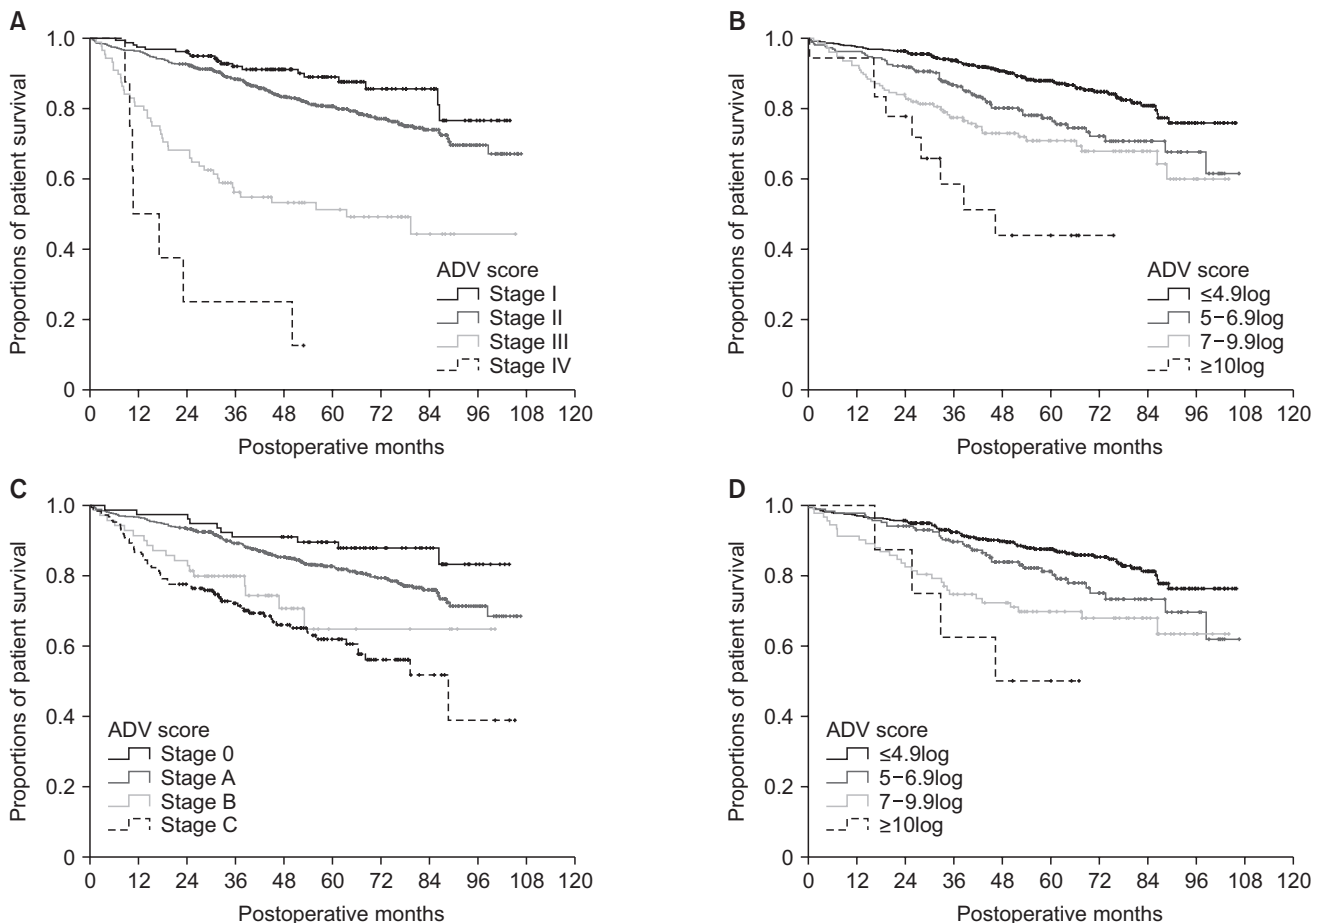 A
Proportions of patient survival
1.0
0.8
0.6
0.4
0.2
0
ADV score
Stage I
Stage II
Stage III
Stage IV
0 12 24 36 48 60 72 84 96 108 120
Postoperative months
B
Proportions of patient survival
1.0
0.8
0.6
0.4
0.2
0
ADV score
≤4.9log
5−6.9log
7−9.9log
≥10log
0 12 24 36 48 60 72 84 96 108 120
Postoperative months
C
Proportions of patient survival
1.0
0.8
0.6
0.4
0.2
0
ADV score
Stage 0
Stage A
Stage B
Stage C
0 12 24 36 48 60 72 84 96 108 120
Postoperative months
D
Proportions of patient survival
1.0
0.8
0.6
0.4
0.2
0
ADV score
≤4.9log
5−6.9log
7−9.9log
≥10log
0 12 24 36 48 60 72 84 96 108 120
Postoperative months